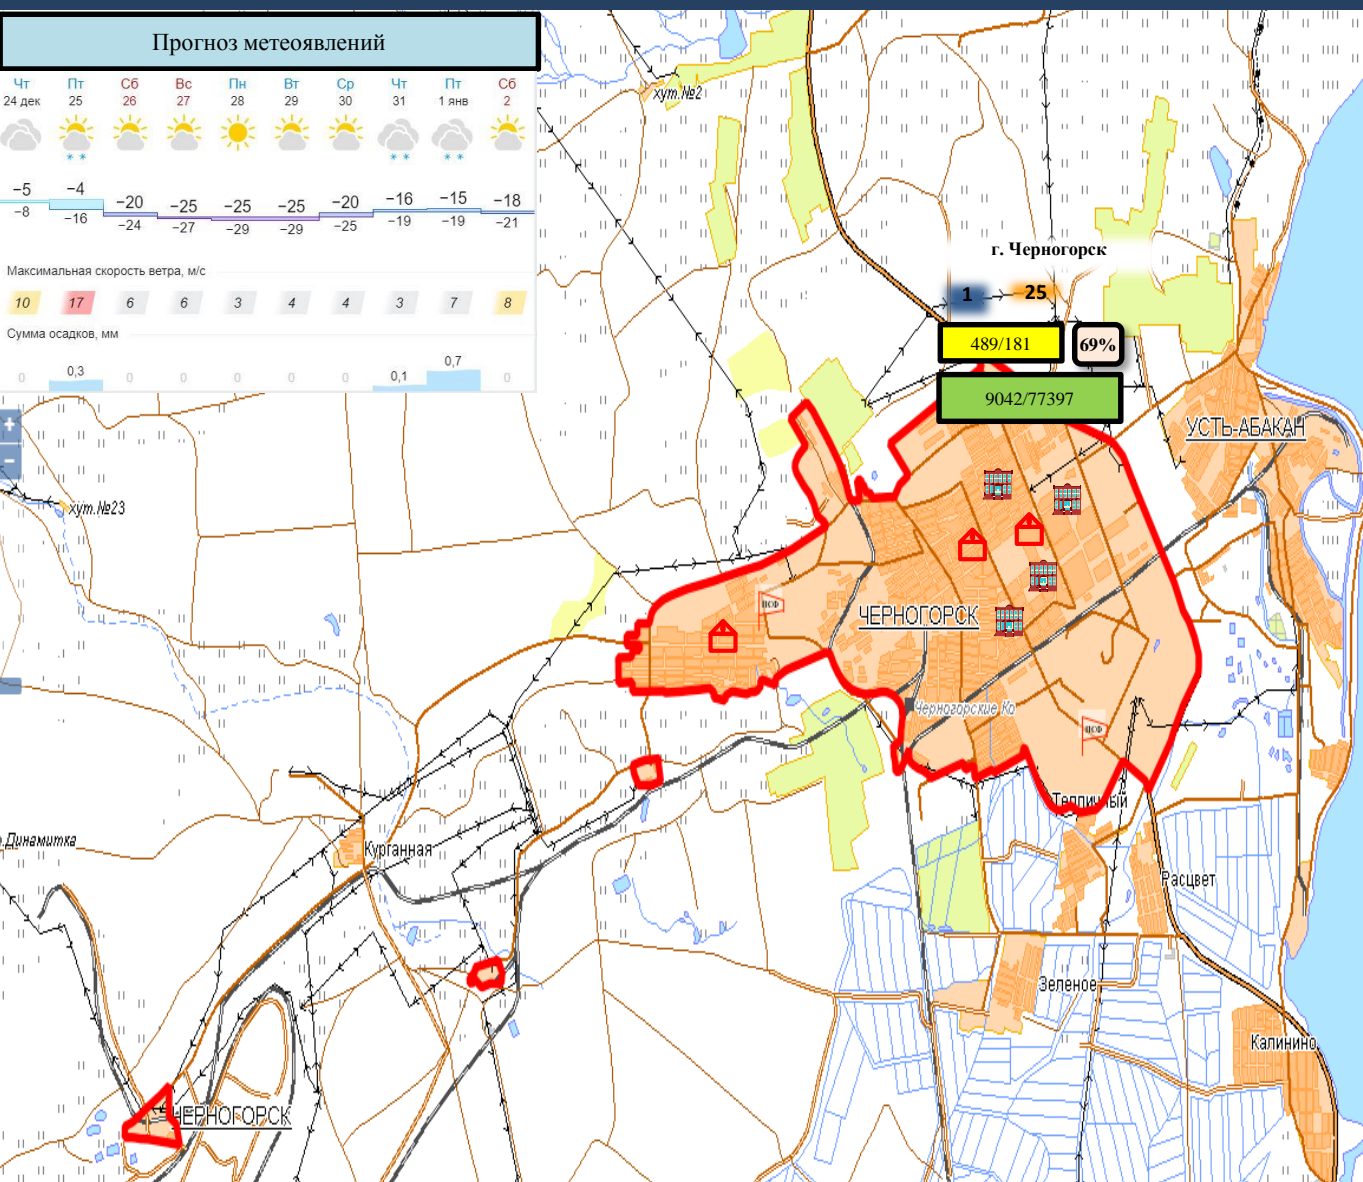 Прогноз метеоявлений
Чт Пт Сб Вс Пн Вт Ср Чт Пт Сб
24 дек 25 26 27 28 29 30 31 1 янв 2
−5 −4 −20 −25 −25 −25 −20 −16 −15 −18
−8 −16 −24 −27 −29 −29 −25 −19 −19 −21
Максимальная скорость ветра, м/с
10 17 6 6 3 4 4 3 7 8
Сумма осадков, мм
0 0,3 0 0 0 0 0 0,1 0,7 0
+
−
хут.№2
г. Черногорск
1 25
489/181 69%
9042/77397
УСТЬ-АБАКАН
хут.№23
ПСФ
ЧЕРНОГОРСК
Черногорские Ко
ПСФ
Тепличный
.Динамитка
Курганная
Расцвет
Зеленое
Калинино
ЧЕРНОГОРСК